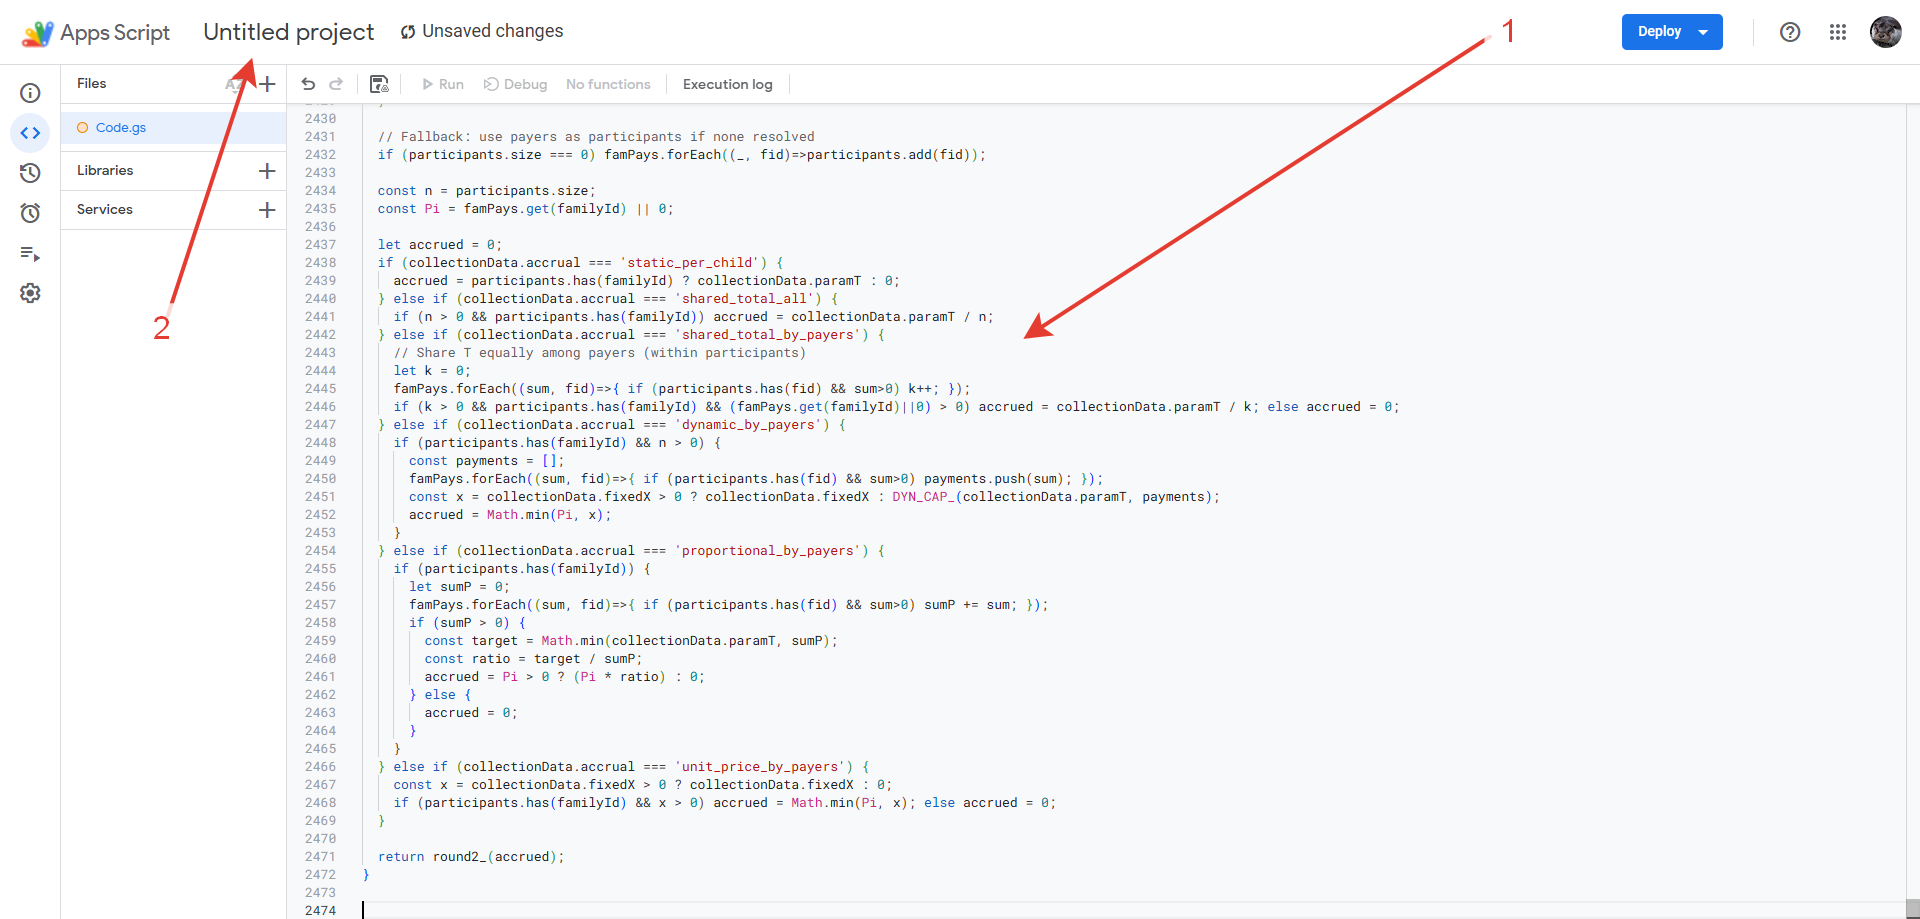 Apps Script
Untitled project
Unsaved changes
1
Deploy
Files
AZ
Run
Debug
No functions
Execution log
Code.gs
Libraries
Services
2
2430
2431 // Fallback: use payers as participants if none resolved
2432 if (participants.size === 0) famPays.forEach((_, fid)=>participants.add(fid));
2433
2434 const n = participants.size;
2435 const Pi = famPays.get(familyId) || 0;
2436
2437 let accrued = 0;
2438 if (collectionData.accrual === 'static_per_child') {
2439 accrued = participants.has(familyId) ? collectionData.paramT : 0;
2440 } else if (collectionData.accrual === 'shared_total_all') {
2441 if (n > 0 && participants.has(familyId)) accrued = collectionData.paramT / n;
2442 } else if (collectionData.accrual === 'shared_total_by_payers') {
2443 // Share T equally among payers (within participants)
2444 let k = 0;
2445 famPays.forEach((sum, fid)=>{ if (participants.has(fid) && sum>0) k++; });
2446 if (k > 0 && participants.has(familyId) && (famPays.get(familyId)||0) > 0) accrued = collectionData.paramT / k; else accrued = 0;
2447 } else if (collectionData.accrual === 'dynamic_by_payers') {
2448 if (participants.has(familyId) && n > 0) {
2449 const payments = [];
2450 famPays.forEach((sum, fid)=>{ if (participants.has(fid) && sum>0) payments.push(sum); });
2451 const x = collectionData.fixedX > 0 ? collectionData.fixedX : DYN_CAP_(collectionData.paramT, payments);
2452 accrued = Math.min(Pi, x);
2453 }
2454 } else if (collectionData.accrual === 'proportional_by_payers') {
2455 if (participants.has(familyId)) {
2456 let sumP = 0;
2457 famPays.forEach((sum, fid)=>{ if (participants.has(fid) && sum>0) sumP += sum; });
2458 if (sumP > 0) {
2459 const target = Math.min(collectionData.paramT, sumP);
2460 const ratio = target / sumP;
2461 accrued = Pi > 0 ? (Pi * ratio) : 0;
2462 } else {
2463 accrued = 0;
2464 }
2465 }
2466 } else if (collectionData.accrual === 'unit_price_by_payers') {
2467 const x = collectionData.fixedX > 0 ? collectionData.fixedX : 0;
2468 if (participants.has(familyId) && x > 0) accrued = Math.min(Pi, x); else accrued = 0;
2469 }
2470
2471 return round2_(accrued);
2472 }
2473
2474